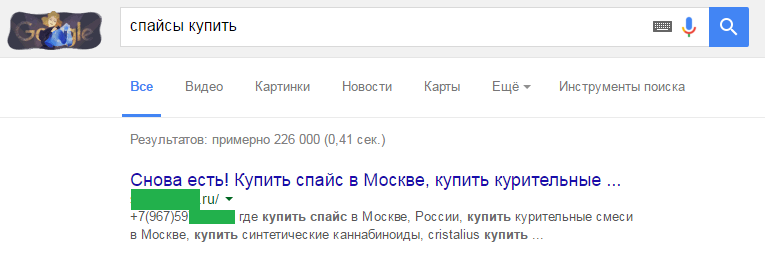 Google
спайсы купить
Все Видео Картинки Новости Карты Ещё Инструменты поиска
Результатов: примерно 226 000 (0,41 сек.)
Снова есть! Купить спайс в Москве, купить курительные ...
.ru/
+7(967)59 где купить спайс в Москве, России, купить курительные смеси
в Москве, купить синтетические каннабиноиды, cristalius купить ...